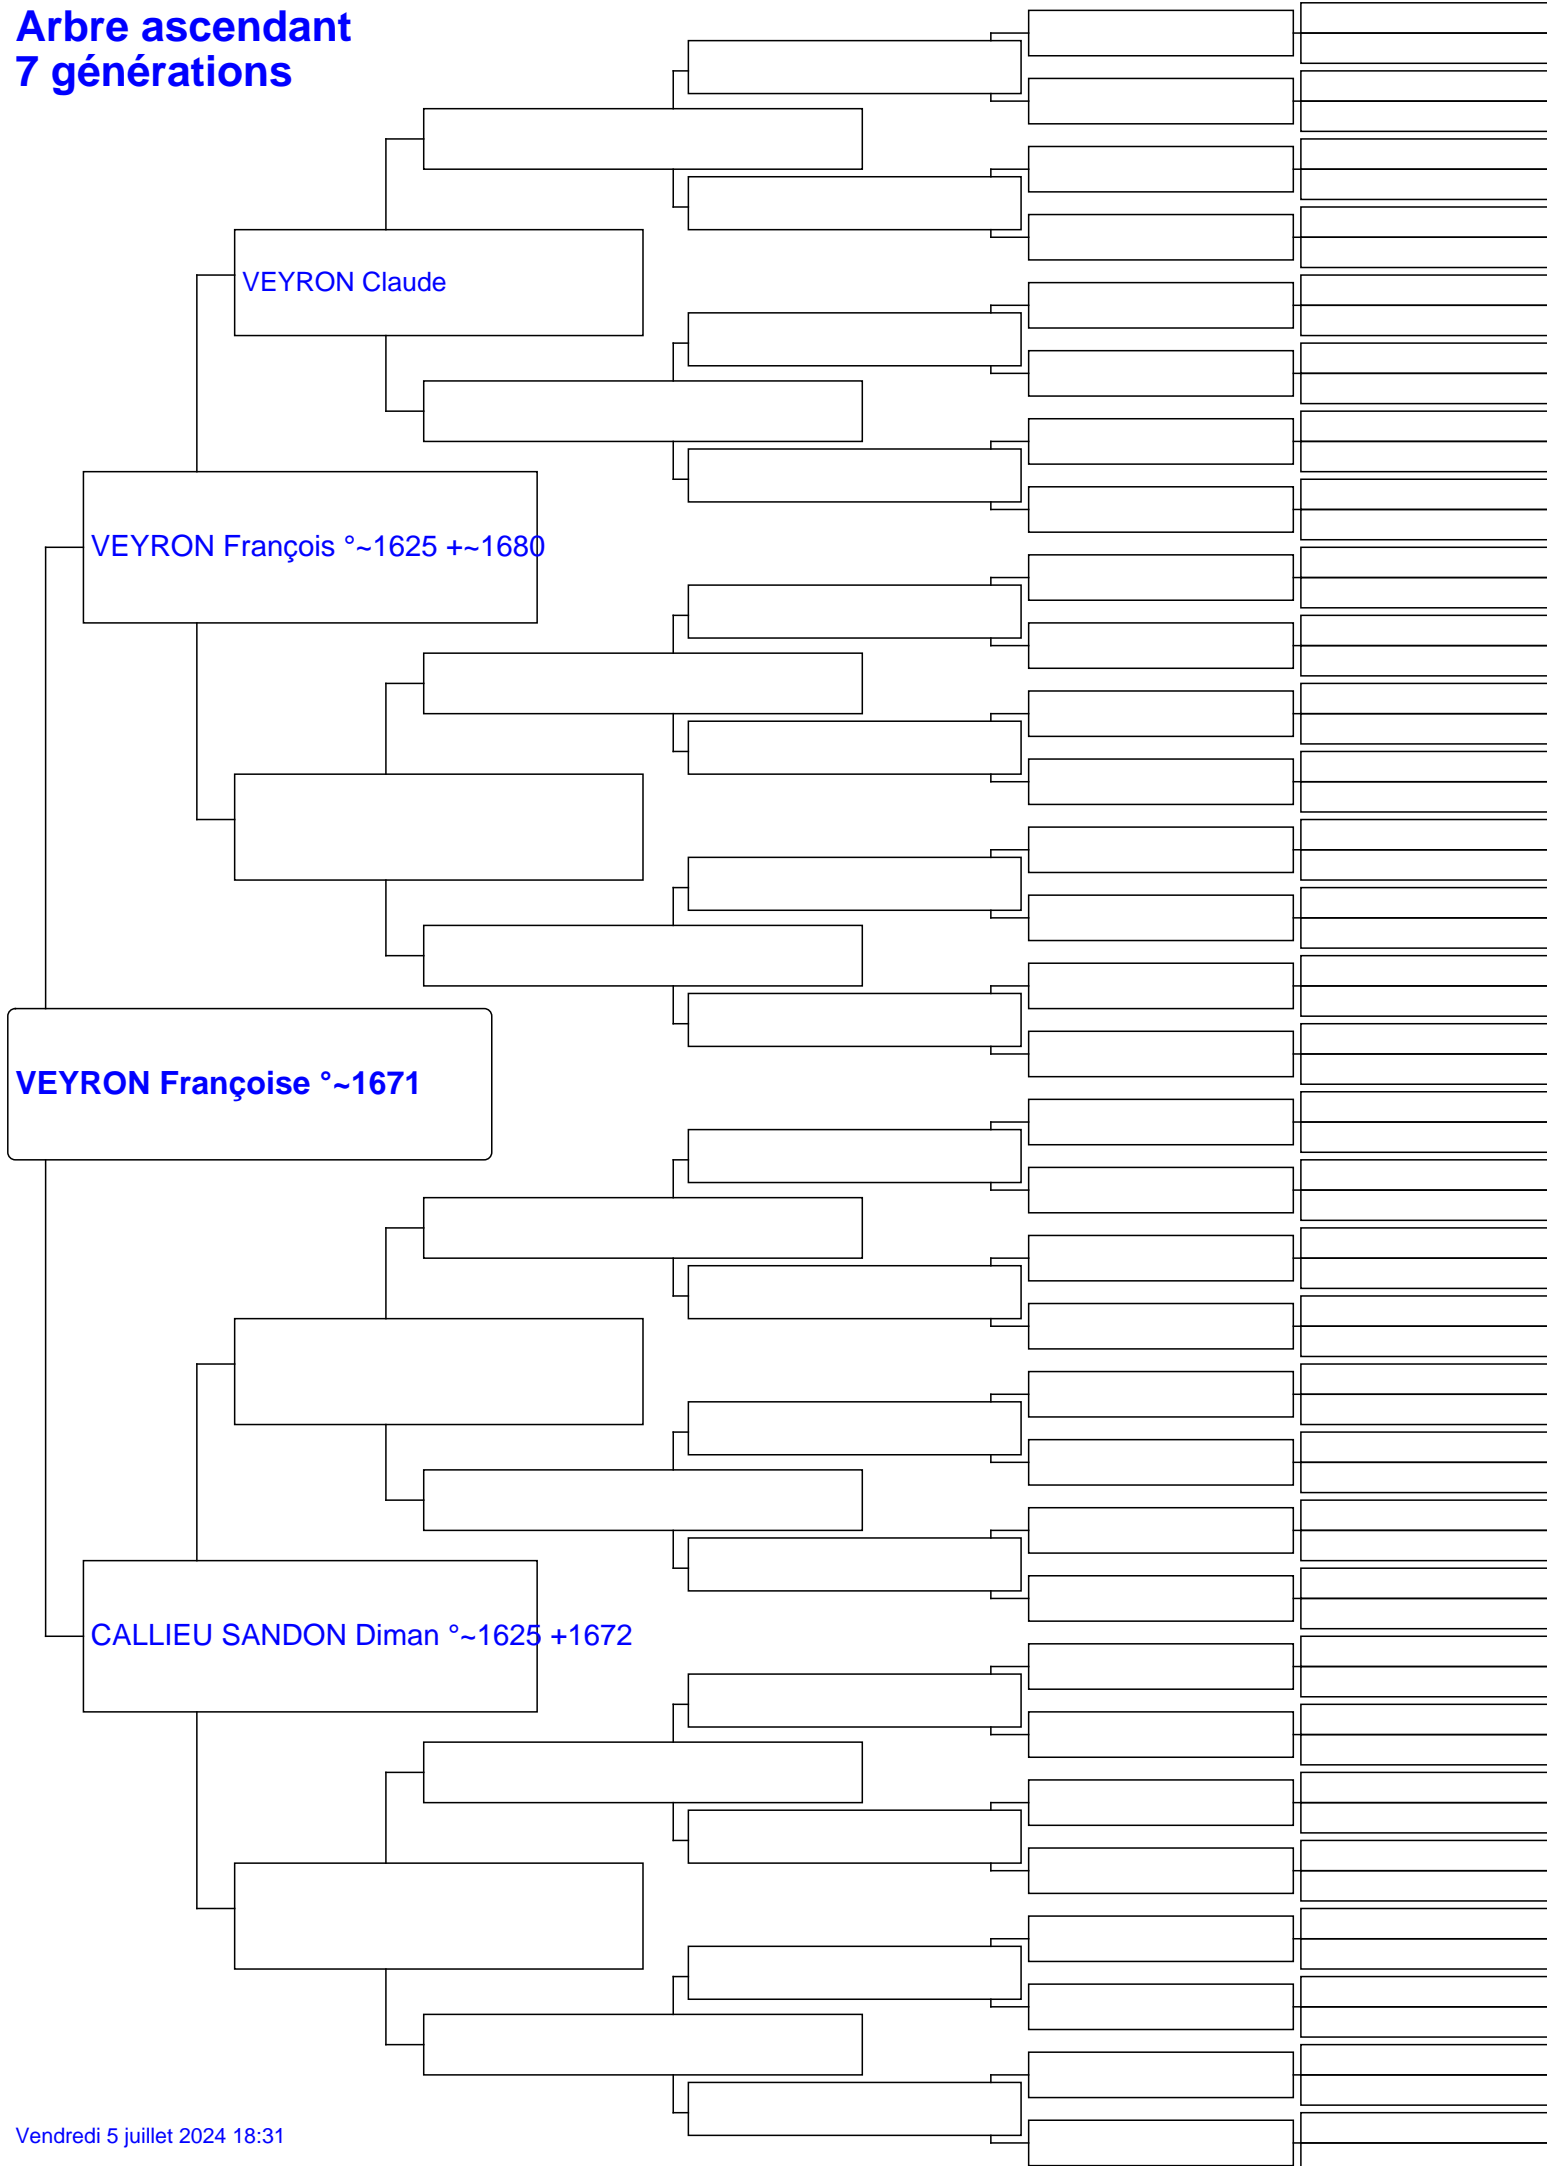 Arbre ascendant
7 générations
VEYRON Claude
VEYRON François °~1625 +~1680
VEYRON Françoise °~1671
CALLIEU SANDON Diman °~1625 +1672
Vendredi 5 juillet 2024 18:31